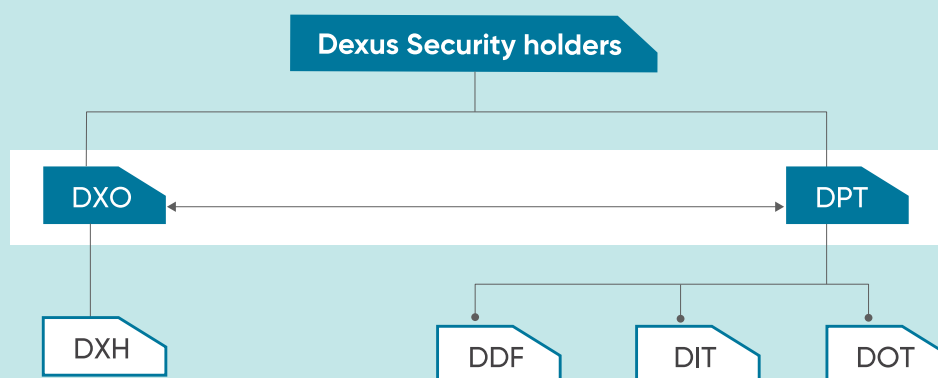 Dexus Security holders
DXO
DPT
DXH
DDF
DIT
DOT